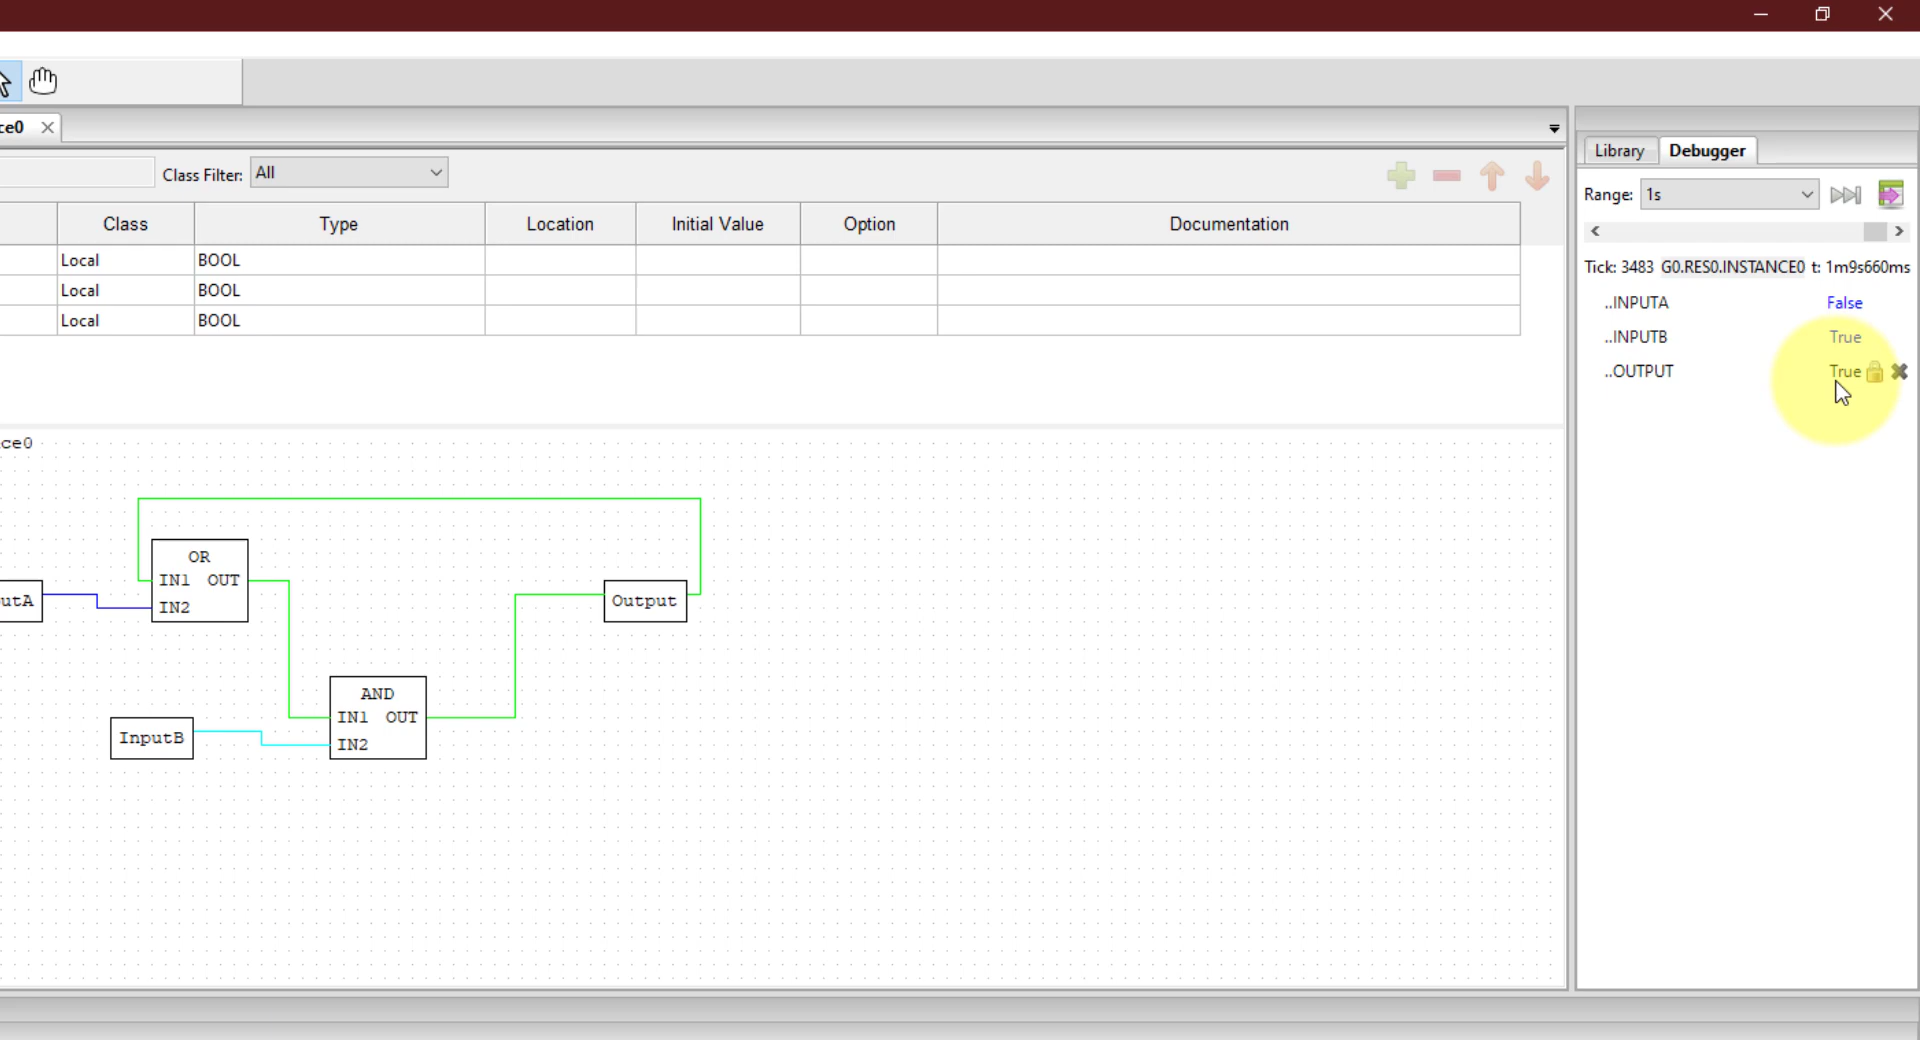 ce0
Class Filter: All
Library Debugger
Range: 1s
Class Type Location Initial Value Option Documentation
Local BOOL
Local BOOL
Local BOOL
Tick: 3483 G0.RES0.INSTANCE0 t: 1m9s660ms
..INPUTA False
..INPUTB True
..OUTPUT True
ce0
OR
IN1 OUT
IN2
utA
Output
AND
IN1 OUT
IN2
InputB